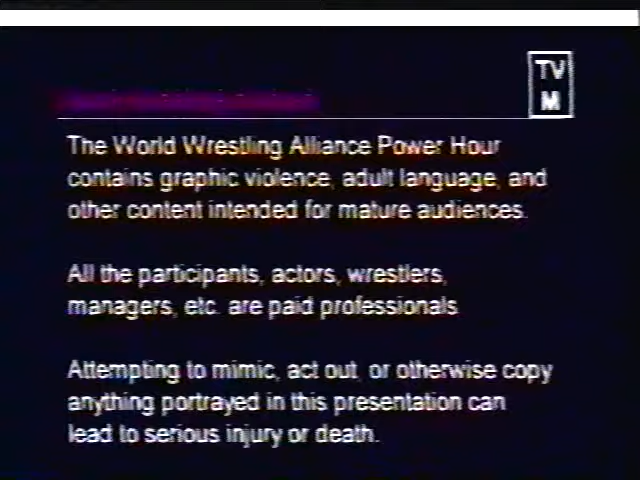 TV
M
The World Wrestling Alliance Power Hour
contains graphic violence, adult language, and
other content intended for mature audiences.
All the participants, actors, wrestlers,
managers, etc. are paid professionals
Attempting to mimic, act out, or otherwise copy
anything portrayed in this presentation can
lead to serious injury or death.